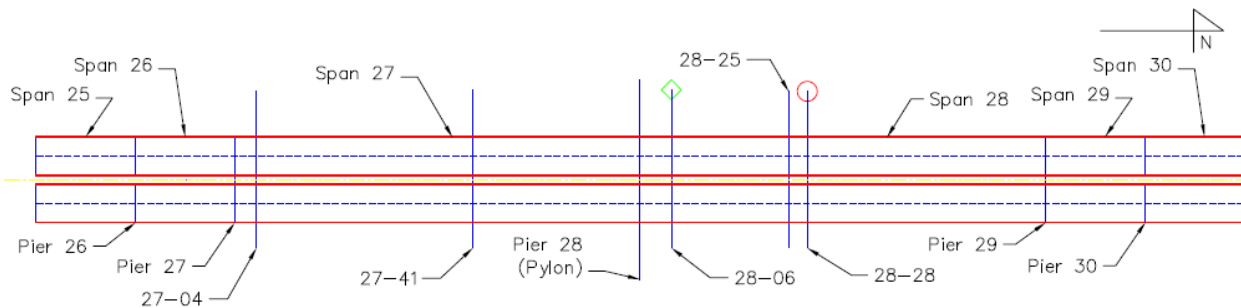 N
Span 26
Span 25
Span 27
28-25
Span 28
Span 29
Span 30
Pier 26
Pier 27
27-04
27-41
Pier 28
(Pylon)
28-06
28-28
Pier 29
Pier 30